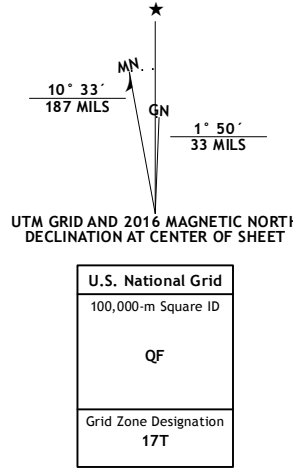 ★
MN
10° 33´
187 MILS
GN
1° 50´
33 MILS
UTM GRID AND 2016 MAGNETIC NORTH
DECLINATION AT CENTER OF SHEET
U.S. National Grid
100,000-m Square ID
QF
Grid Zone Designation
17T